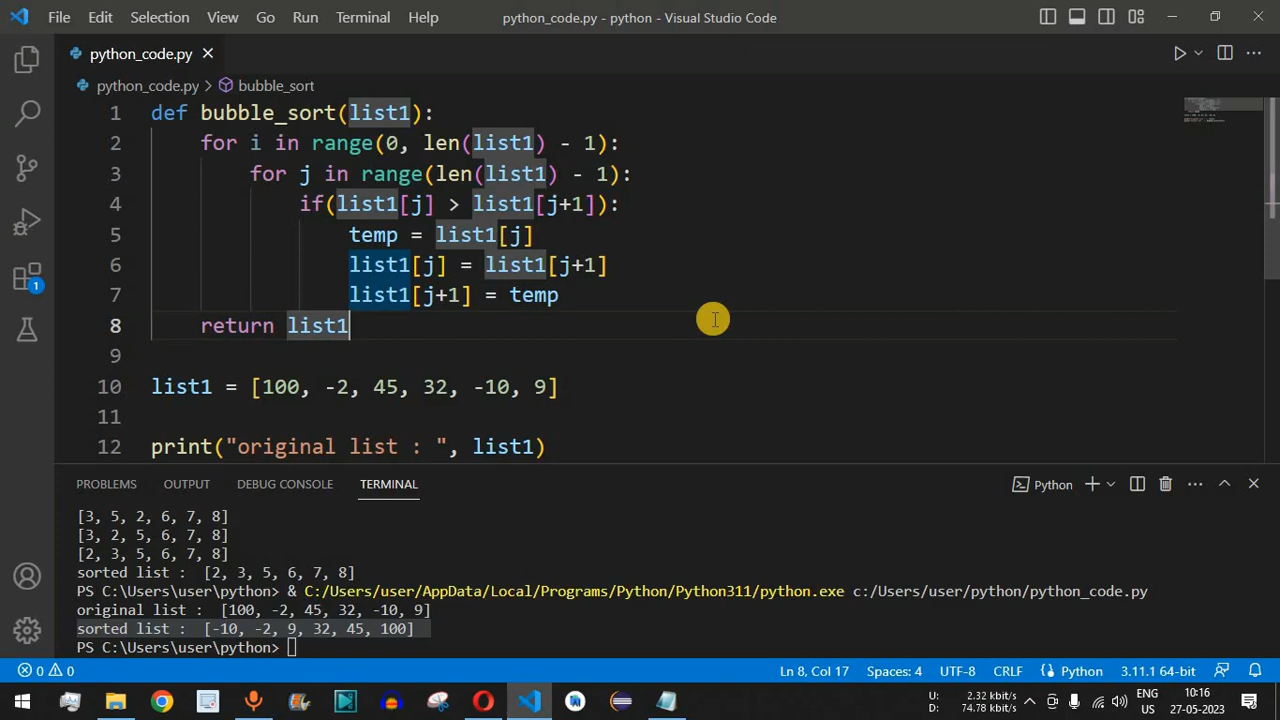 File Edit Selection View Go Run Terminal Help python_code.py - python - Visual Studio Code
python_code.py
python_code.py > bubble_sort
1 def bubble_sort(list1):
2     for i in range(0, len(list1) - 1):
3         for j in range(len(list1) - 1):
4             if(list1[j] > list1[j+1]):
5                 temp = list1[j]
6                 list1[j] = list1[j+1]
7                 list1[j+1] = temp
8     return list1
9
10 list1 = [100, -2, 45, 32, -10, 9]
11
12 print("original list : ", list1)
PROBLEMS OUTPUT DEBUG CONSOLE TERMINAL Python
[3, 5, 2, 6, 7, 8]
[3, 2, 5, 6, 7, 8]
[2, 3, 5, 6, 7, 8]
sorted list :  [2, 3, 5, 6, 7, 8]
PS C:\Users\user\python> & C:/Users/user/AppData/Local/Programs/Python/Python311/python.exe c:/Users/user/python/python_code.py
original list :  [100, -2, 45, 32, -10, 9]
sorted list :  [-10, -2, 9, 32, 45, 100]
PS C:\Users\user\python>
1
0 0 Ln 8, Col 17 Spaces: 4 UTF-8 CRLF Python 3.11.1 64-bit
U: 2.32 kbit/s ENG 10:16
D: 74.78 kbit/s US 27-05-2023